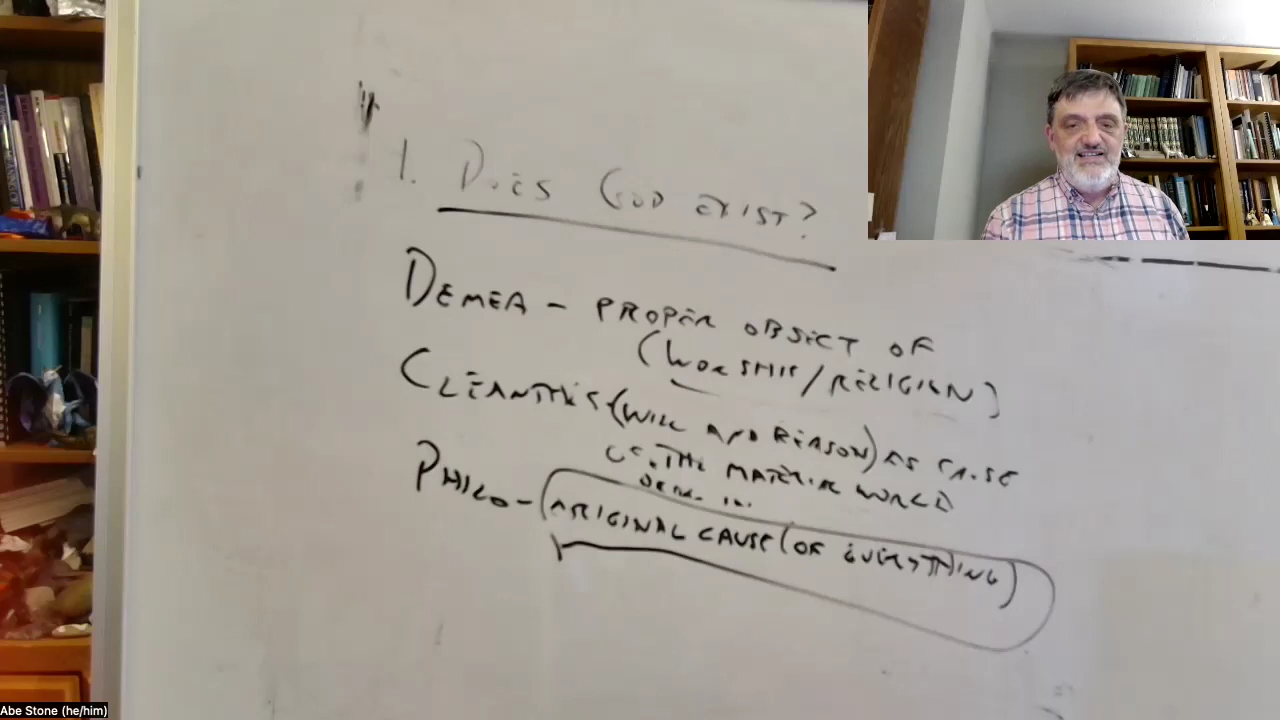 1. DOES GOD EXIST?
DEMEA - PROPER OBJECT OF
(WORSHIP/RELIGION)
CLEANTHES (WILL AND REASON) AS CAUSE
OF THE MATERIAL WORLD
PHILO - ORIGINAL CAUSE (OF EVERYTHING)
Abe Stone (he/him)